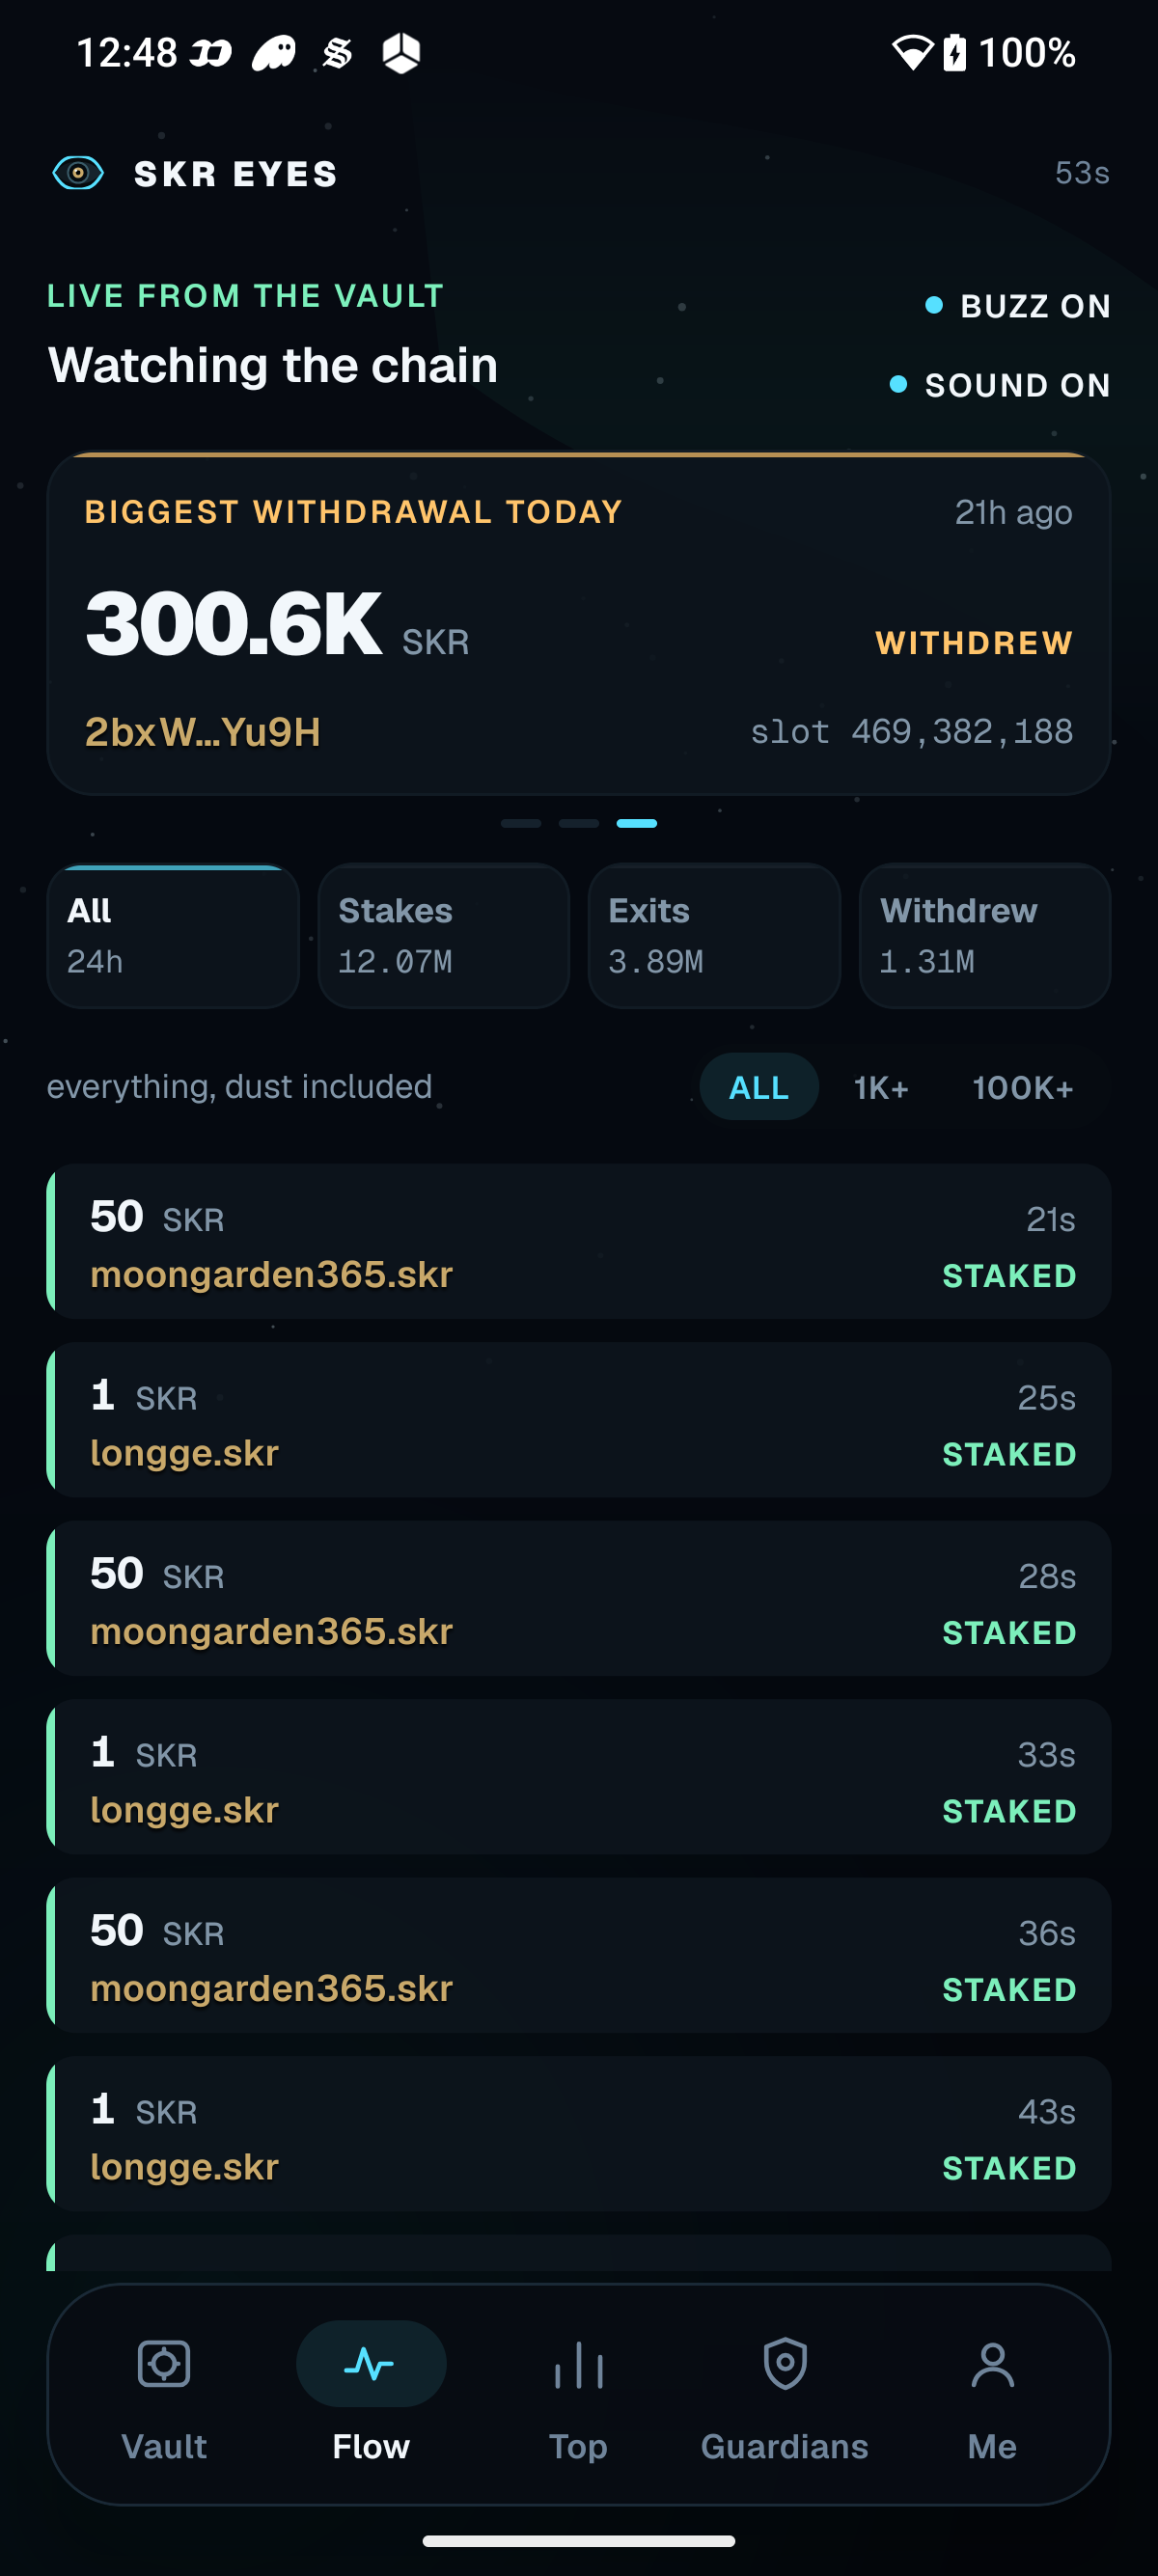 12:48 100%
SKR EYES 53s
LIVE FROM THE VAULT
BUZZ ON
Watching the chain
SOUND ON
BIGGEST WITHDRAWAL TODAY 21h ago
300.6K SKR WITHDREW
2bxW...Yu9H slot 469,382,188
All Stakes Exits Withdrew
24h 12.07M 3.89M 1.31M
everything, dust included ALL 1K+ 100K+
50 SKR 21s
moongarden365.skr STAKED
1 SKR 25s
longge.skr STAKED
50 SKR 28s
moongarden365.skr STAKED
1 SKR 33s
longge.skr STAKED
50 SKR 36s
moongarden365.skr STAKED
1 SKR 43s
longge.skr STAKED
Vault Flow Top Guardians Me